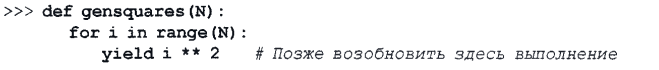 >>> def gensquares(N):
for i in range(N):
yield i ** 2 # Позже возобновить здесь выполнение